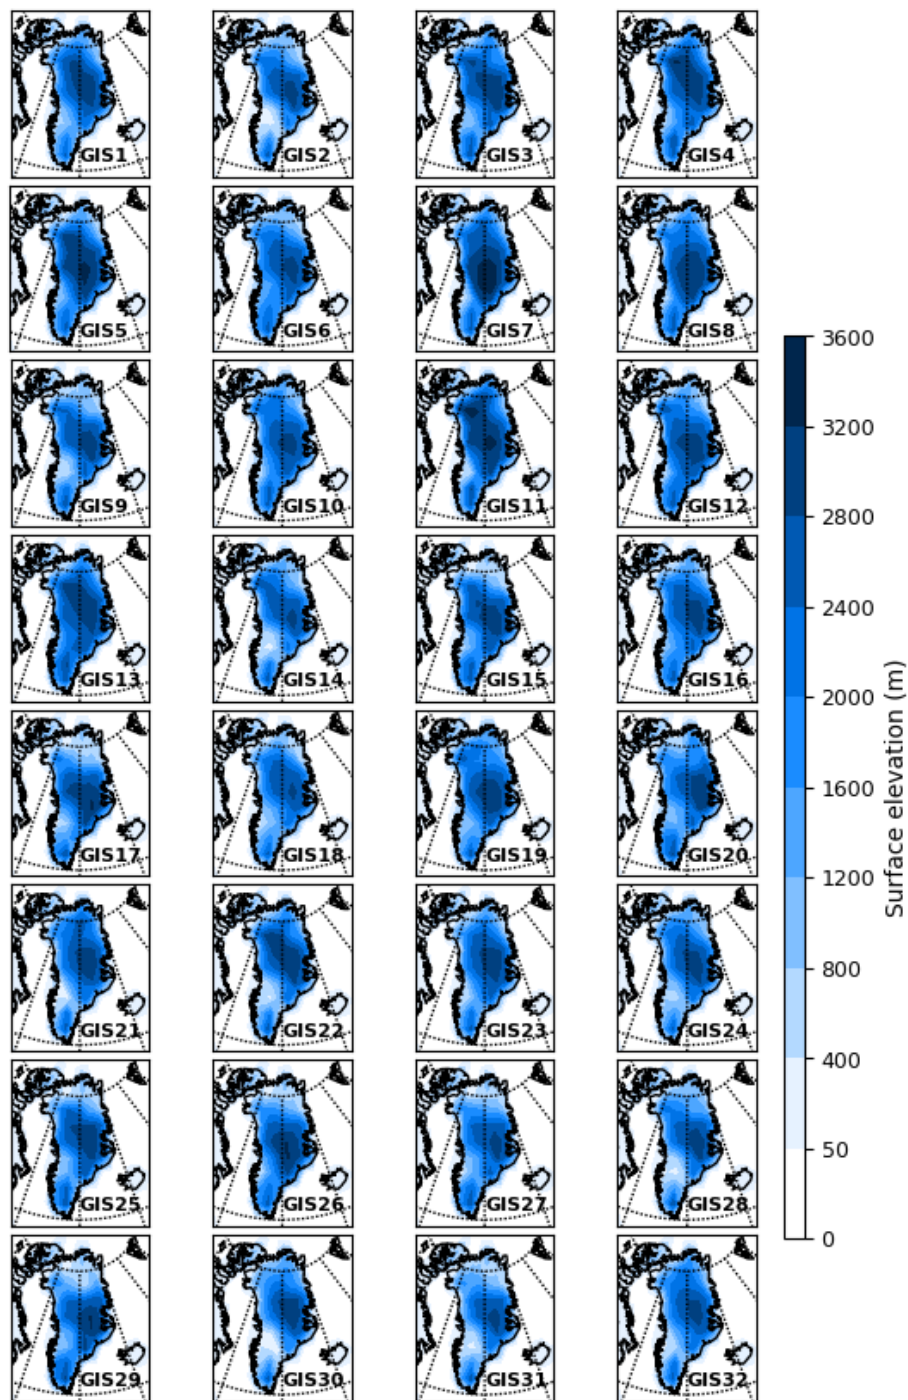 GIS1 GIS2 GIS3 GIS4
GIS5 GIS6 GIS7 GIS8
3600
GIS9 GIS10 GIS11 GIS12
3200
2800
2400
GIS13 GIS14 GIS15 GIS16
2000
1600
GIS17 GIS18 GIS19 GIS20
1200
800
GIS21 GIS22 GIS23 GIS24
400
50
GIS25 GIS26 GIS27 GIS28
0
Surface elevation (m)
GIS29 GIS30 GIS31 GIS32